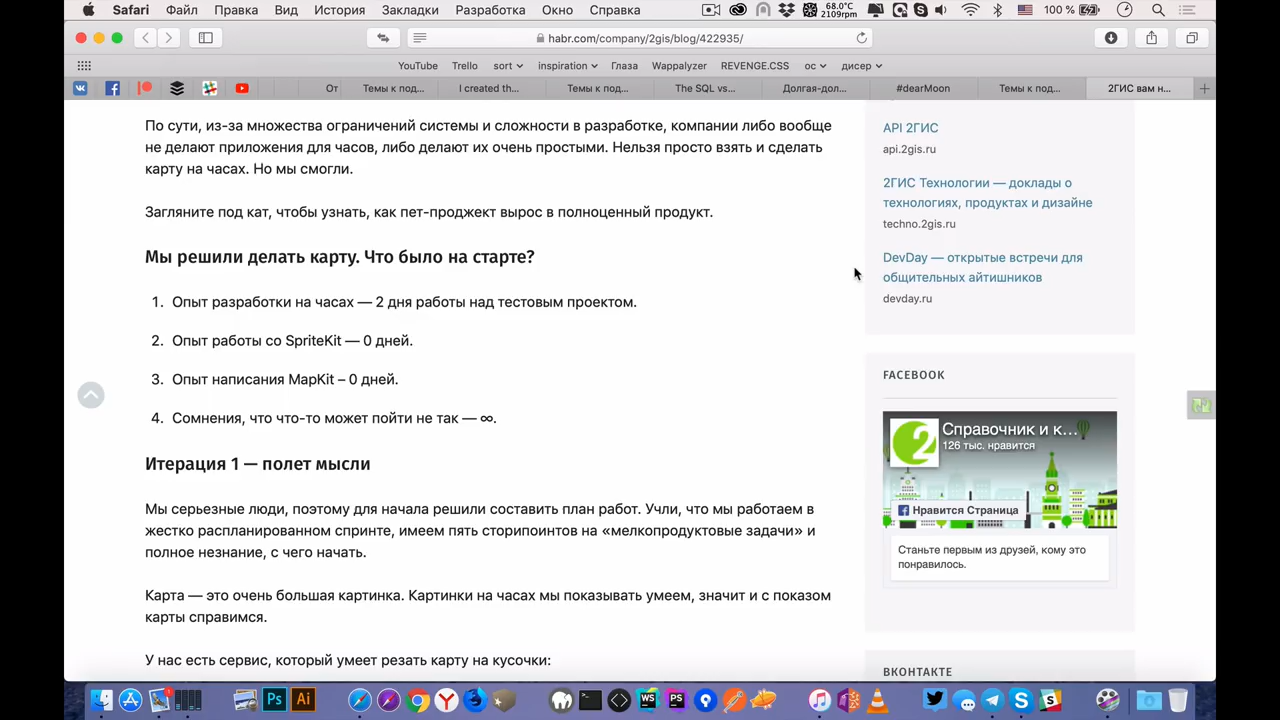 Safari Файл Правка Вид История Закладки Разработка Окно Справка 68.0°C 2109rpm 100 %
habr.com/company/2gis/blog/422935/
YouTube Trello sort inspiration Глаза Wappalyzer REVENGE.CSS ос дисер
От Темы к под... I created th... Темы к под... The SQL vs... Долгая-дол... #dearMoon Темы к под... 2ГИС вам н...
По сути, из-за множества ограничений системы и сложности в разработке, компании либо вообще
не делают приложения для часов, либо делают их очень простыми. Нельзя просто взять и сделать
карту на часах. Но мы смогли.
Загляните под кат, чтобы узнать, как пет-проджект вырос в полноценный продукт.
Мы решили делать карту. Что было на старте?
1. Опыт разработки на часах — 2 дня работы над тестовым проектом.
2. Опыт работы со SpriteKit — 0 дней.
3. Опыт написания MapKit – 0 дней.
4. Сомнения, что что-то может пойти не так — ∞.
Итерация 1 — полет мысли
Мы серьезные люди, поэтому для начала решили составить план работ. Учли, что мы работаем в
жестко распланированном спринте, имеем пять сторипоинтов на «мелкопродуктовые задачи» и
полное незнание, с чего начать.
Карта — это очень большая картинка. Картинки на часах мы показывать умеем, значит и с показом
карты справимся.
У нас есть сервис, который умеет резать карту на кусочки:
API 2ГИС
api.2gis.ru
2ГИС Технологии — доклады о
технологиях, продуктах и дизайне
techno.2gis.ru
DevDay — открытые встречи для
общительных айтишников
devday.ru
FACEBOOK
Справочник и к...
126 тыс. нравится
Нравится Страница
Станьте первым из друзей, кому это
понравилось.
ВКОНТАКТЕ
Ps Ai WS PS